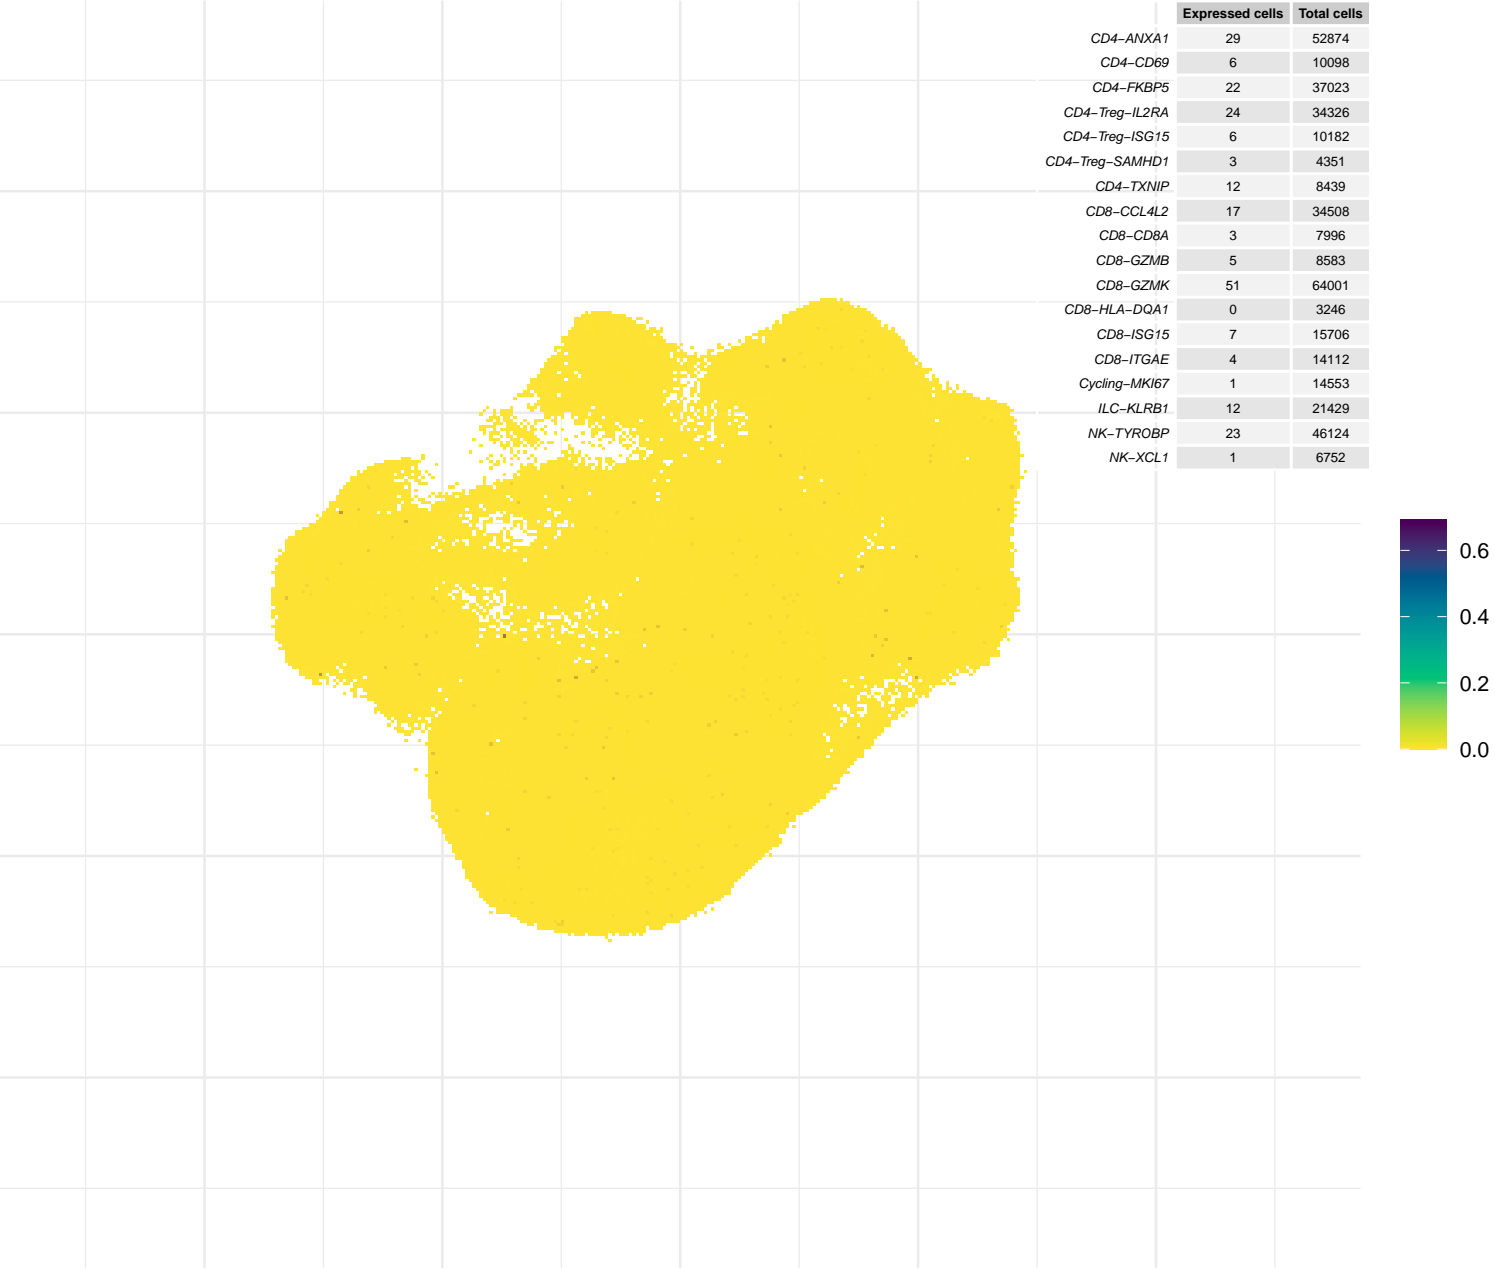 Expressed cells Total cells
CD4−ANXA1 29 52874
CD4−CD69 6 10098
CD4−FKBP5 22 37023
CD4−Treg−IL2RA 24 34326
CD4−Treg−ISG15 6 10182
CD4−Treg−SAMHD1 3 4351
CD4−TXNIP 12 8439
CD8−CCL4L2 17 34508
CD8−CD8A 3 7996
CD8−GZMB 5 8583
CD8−GZMK 51 64001
CD8−HLA−DQA1 0 3246
CD8−ISG15 7 15706
CD8−ITGAE 4 14112
Cycling−MKI67 1 14553
ILC−KLRB1 12 21429
NK−TYROBP 23 46124
NK−XCL1 1 6752
0.6
0.4
0.2
0.0